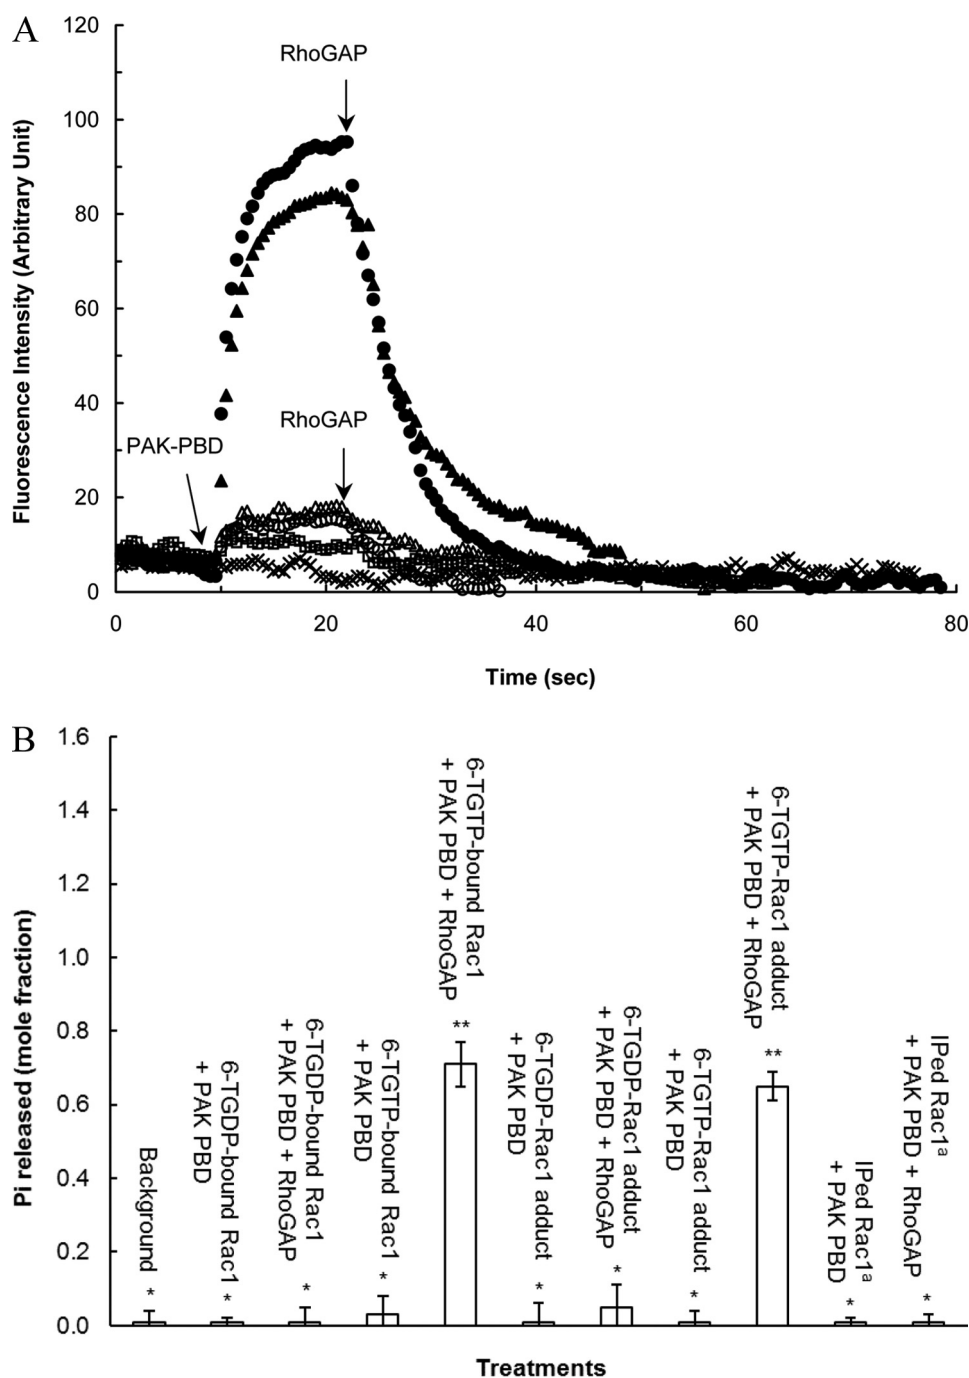 A
120
100
80
60
40
20
0
Fluorescence Intensity (Arbitrary Unit)
RhoGAP
RhoGAP
PAK-PBD
0
20
40
60
80
Time (sec)
B
1.6
1.4
1.2
1.0
0.8
0.6
0.4
0.2
0.0
Pi released (mole fraction)
Background
*
6-TGDP-bound Rac1
+ PAK PBD
*
6-TGDP-bound Rac1
+ PAK PBD + RhoGAP
*
6-TGTP-bound Rac1
+ PAK PBD
*
6-TGTP-bound Rac1
+ PAK PBD + RhoGAP
**
6-TGDP-Rac1 adduct
+ PAK PBD
*
6-TGDP-Rac1 adduct
+ PAK PBD + RhoGAP
*
6-TGTP-Rac1 adduct
+ PAK PBD
*
6-TGTP-Rac1 adduct
+ PAK PBD + RhoGAP
**
IPed Rac1ᵃ
+ PAK PBD
*
IPed Rac1ᵃ
+ PAK PBD + RhoGAP
*
Treatments